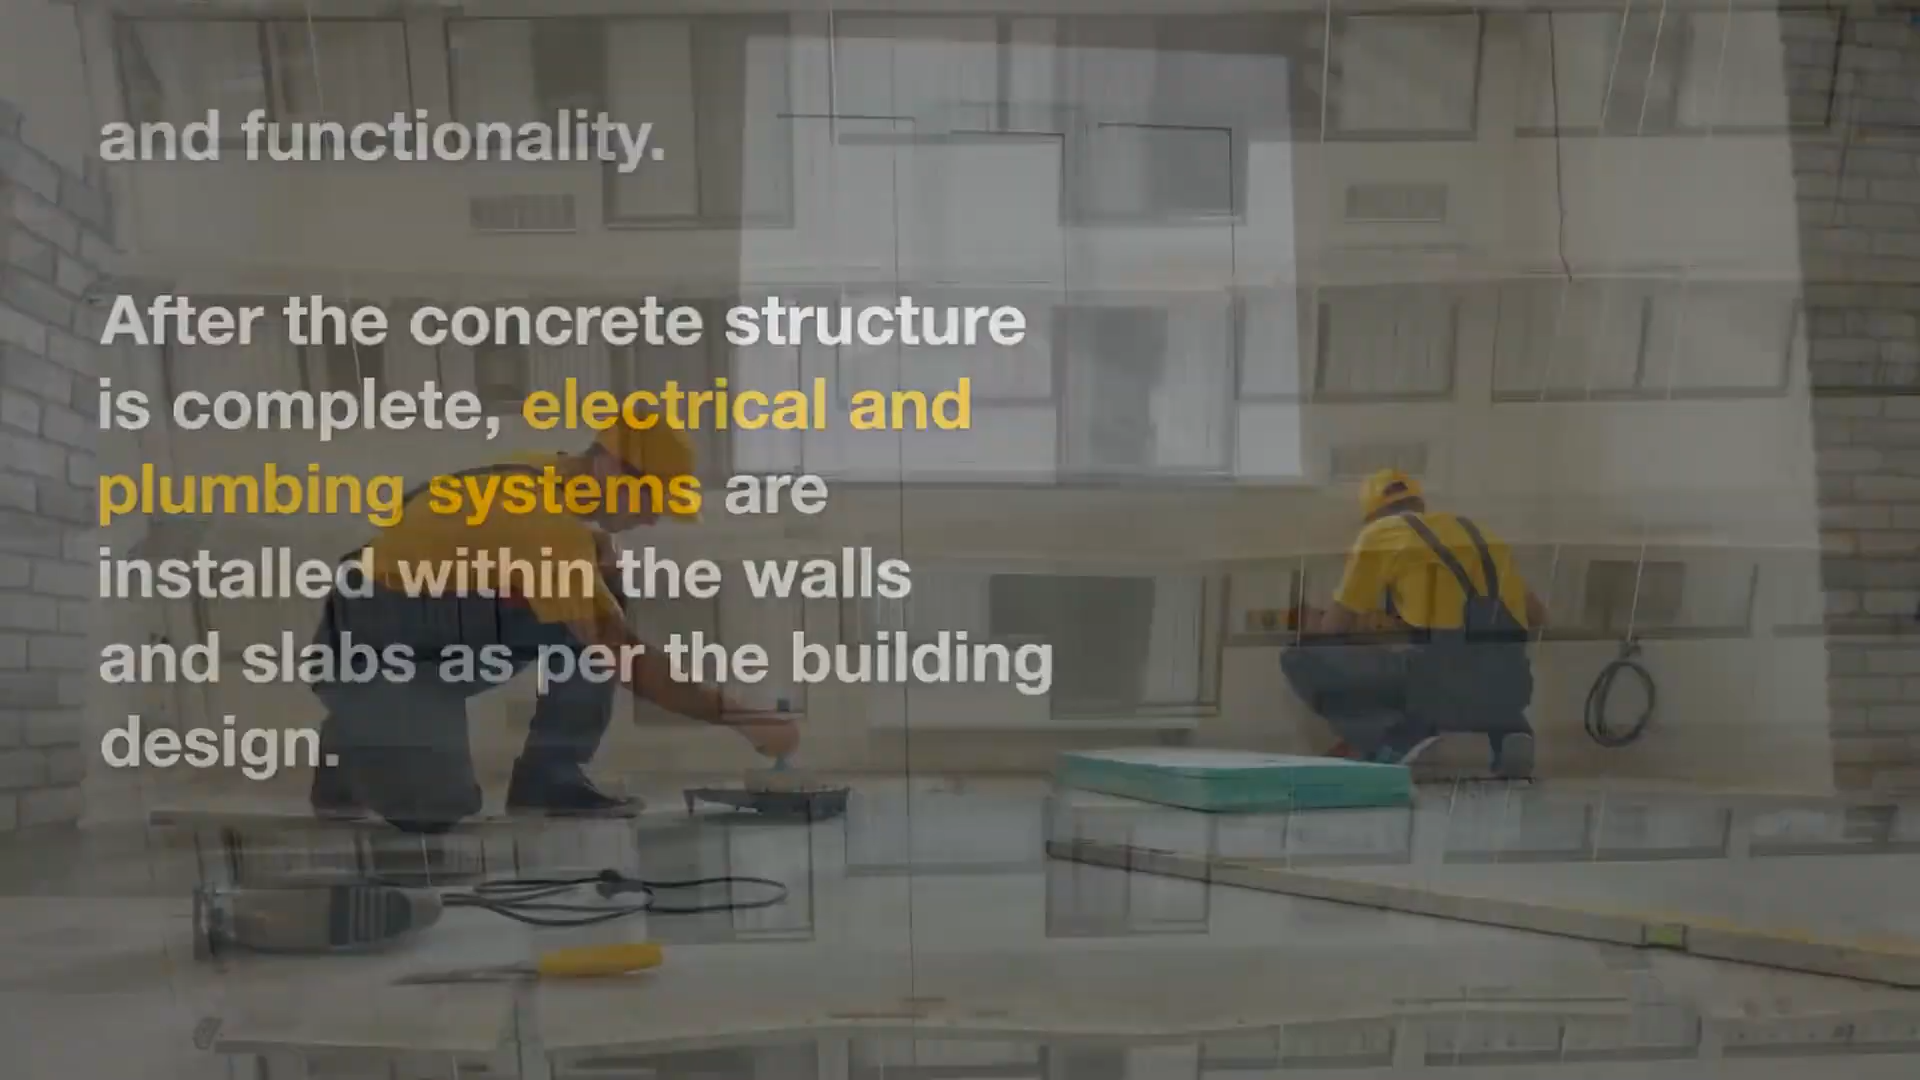 and functionality.
After the concrete structure
is complete, electrical and
plumbing systems are
installed within the walls
and slabs as per the building
design.